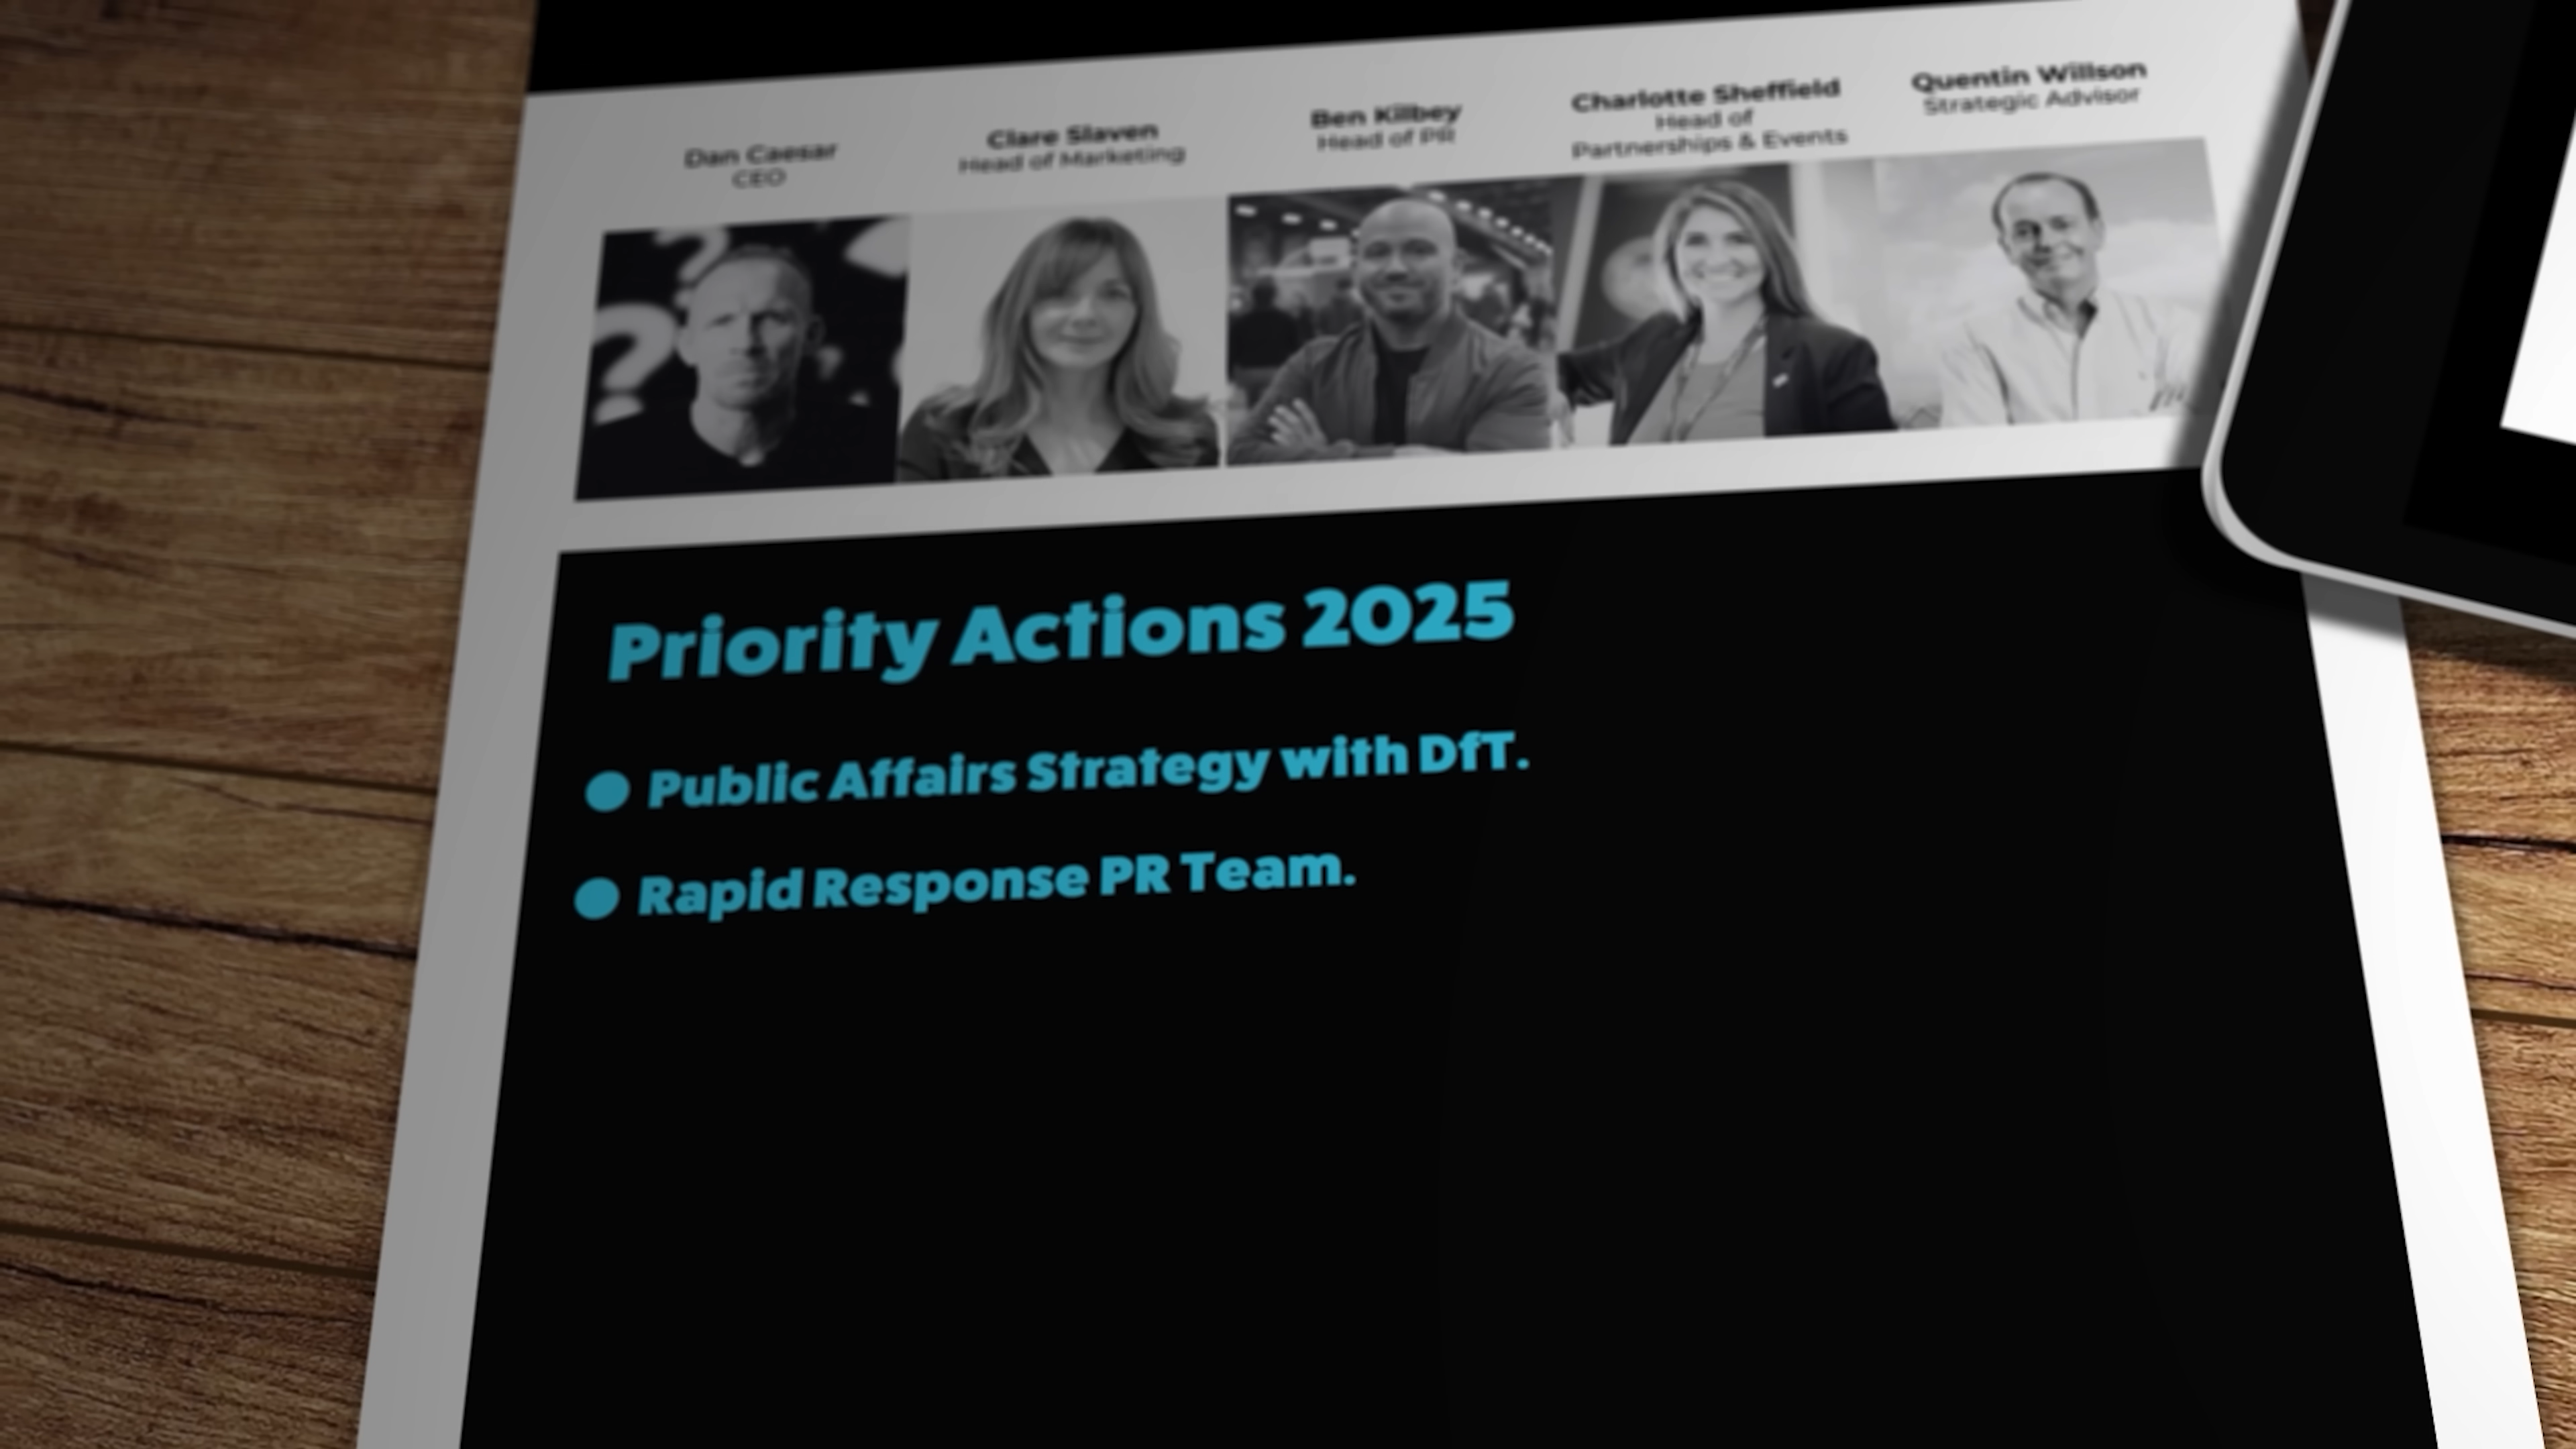 Dan Caesar
CEO
Clare Slaven
Head of Marketing
Ben Kilbey
Head of PR
Charlotte Sheffield
Head of
Partnerships & Events
Quentin Willson
Strategic Advisor
Priority Actions 2025
Public Affairs Strategy with DfT.
Rapid Response PR Team.